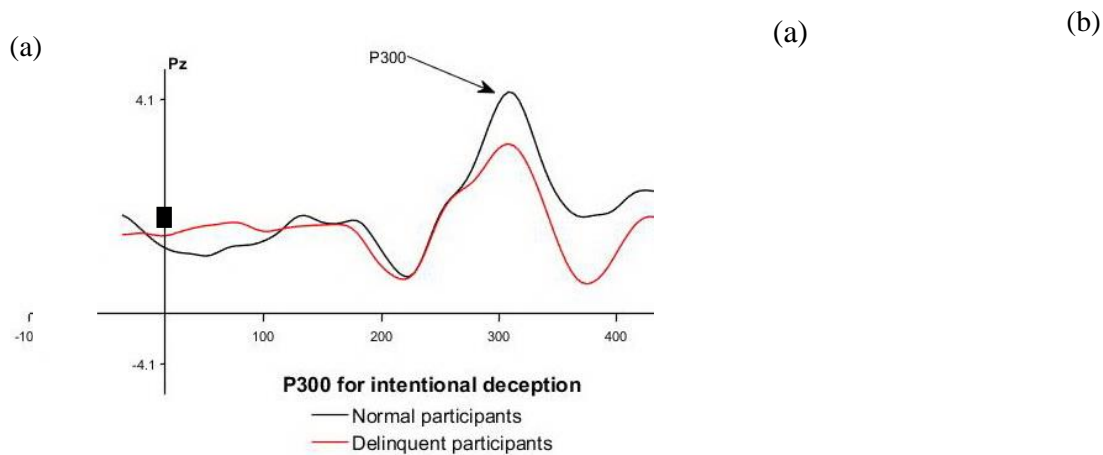 (a)
(a)
(b)
Pz
P300
4.1
-10
100
200
300
400
-4.1
P300 for intentional deception
Normal participants
Delinquent participants